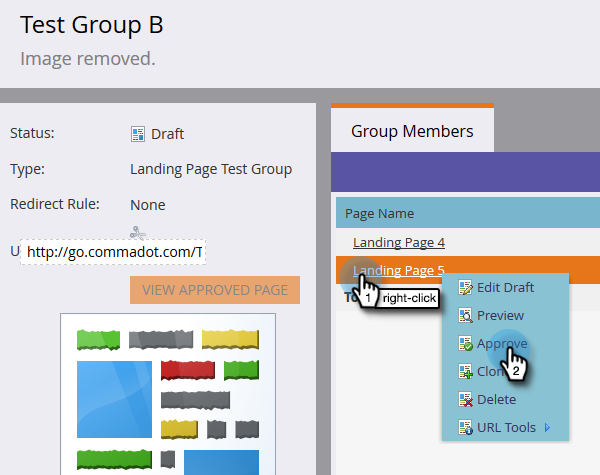 Test Group B
Image removed.
Status: Draft
Type: Landing Page Test Group
Redirect Rule: None
U http://go.commadot.com/T
VIEW APPROVED PAGE
Group Members
Page Name
Landing Page 4
Landing Page 5
1 right-click
Edit Draft
Preview
Approve
2
Clon
Delete
URL Tools